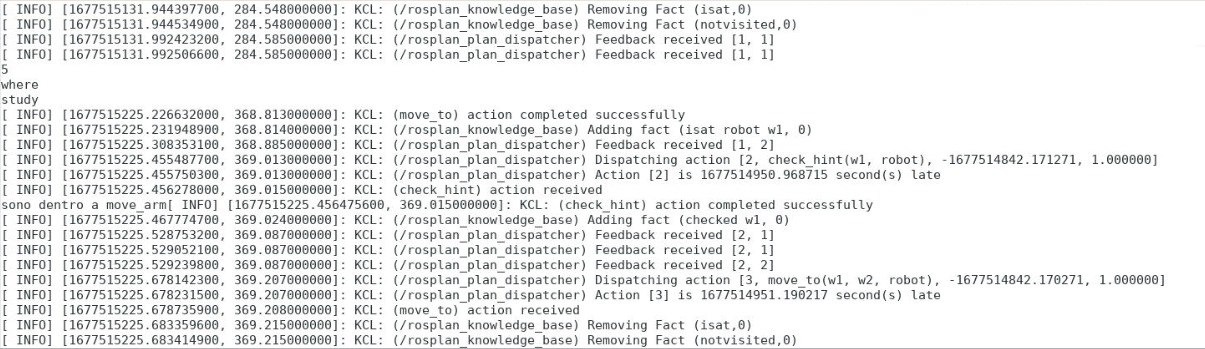 [ INFO] [1677515131.944397700, 284.548000000]: KCL: (/rosplan_knowledge_base) Removing Fact (isat,0)
[ INFO] [1677515131.944534900, 284.548000000]: KCL: (/rosplan_knowledge_base) Removing Fact (notvisited,0)
[ INFO] [1677515131.992423200, 284.585000000]: KCL: (/rosplan_plan_dispatcher) Feedback received [1, 1]
[ INFO] [1677515131.992506600, 284.585000000]: KCL: (/rosplan_plan_dispatcher) Feedback received [1, 1]
5
where
study
[ INFO] [1677515225.226632000, 368.813000000]: KCL: (move_to) action completed successfully
[ INFO] [1677515225.231948900, 368.814000000]: KCL: (/rosplan_knowledge_base) Adding fact (isat robot w1, 0)
[ INFO] [1677515225.308353100, 368.885000000]: KCL: (/rosplan_plan_dispatcher) Feedback received [1, 2]
[ INFO] [1677515225.455487700, 369.013000000]: KCL: (/rosplan_plan_dispatcher) Dispatching action [2, check_hint(w1, robot), -1677514842.171271, 1.000000]
[ INFO] [1677515225.455750300, 369.013000000]: KCL: (/rosplan_plan_dispatcher) Action [2] is 1677514950.968715 second(s) late
[ INFO] [1677515225.456278000, 369.015000000]: KCL: (check_hint) action received
sono dentro a move_arm[ INFO] [1677515225.456475600, 369.015000000]: KCL: (check_hint) action completed successfully
[ INFO] [1677515225.467774700, 369.024000000]: KCL: (/rosplan_knowledge_base) Adding fact (checked w1, 0)
[ INFO] [1677515225.528753200, 369.087000000]: KCL: (/rosplan_plan_dispatcher) Feedback received [2, 1]
[ INFO] [1677515225.529052100, 369.087000000]: KCL: (/rosplan_plan_dispatcher) Feedback received [2, 1]
[ INFO] [1677515225.529239800, 369.087000000]: KCL: (/rosplan_plan_dispatcher) Feedback received [2, 2]
[ INFO] [1677515225.678142300, 369.207000000]: KCL: (/rosplan_plan_dispatcher) Dispatching action [3, move_to(w1, w2, robot), -1677514842.170271, 1.000000]
[ INFO] [1677515225.678231500, 369.207000000]: KCL: (/rosplan_plan_dispatcher) Action [3] is 1677514951.190217 second(s) late
[ INFO] [1677515225.678735900, 369.208000000]: KCL: (move_to) action received
[ INFO] [1677515225.683359600, 369.215000000]: KCL: (/rosplan_knowledge_base) Removing Fact (isat,0)
[ INFO] [1677515225.683414900, 369.215000000]: KCL: (/rosplan_knowledge_base) Removing Fact (notvisited,0)